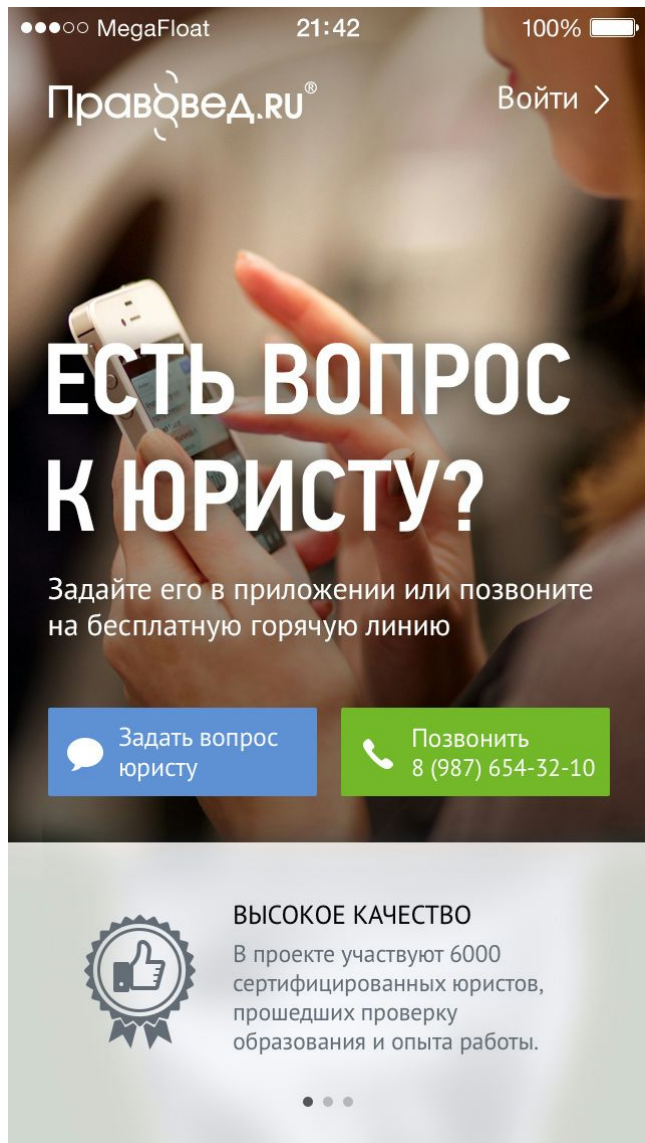 MegaFloat 21:42 100%
Правовед.ru®
Войти
ЕСТЬ ВОПРОС
К ЮРИСТУ?
Задайте его в приложении или позвоните
на бесплатную горячую линию
Задать вопрос
юристу
Позвонить
8 (987) 654-32-10
ВЫСОКОЕ КАЧЕСТВО
В проекте участвуют 6000
сертифицированных юристов,
прошедших проверку
образования и опыта работы.